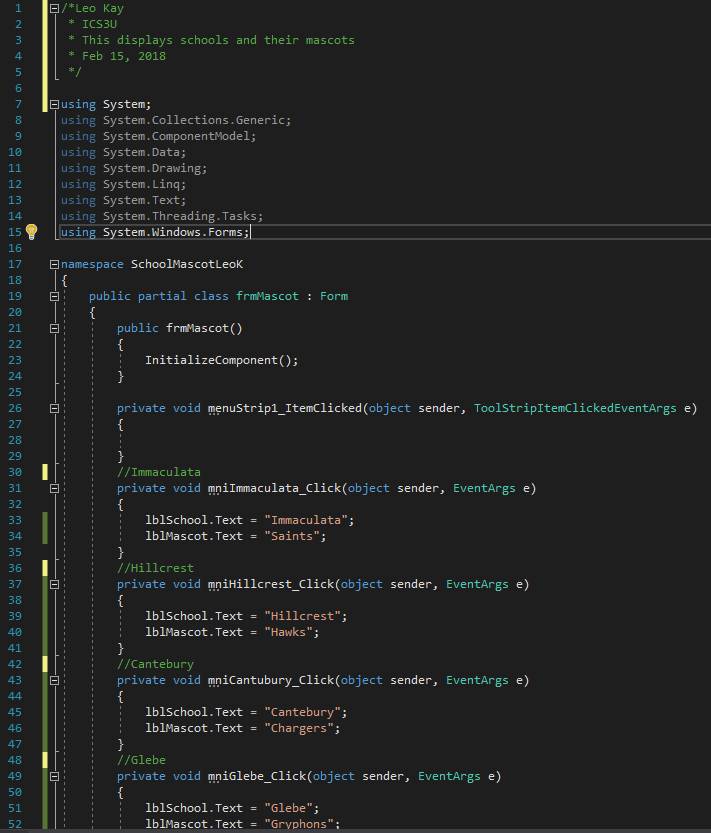 1 /*Leo Kay
2  * ICS3U
3  * This displays schools and their mascots
4  * Feb 15, 2018
5  */
6
7 using System;
8 using System.Collections.Generic;
9 using System.ComponentModel;
10 using System.Data;
11 using System.Drawing;
12 using System.Linq;
13 using System.Text;
14 using System.Threading.Tasks;
15 using System.Windows.Forms;
16
17 namespace SchoolMascotLeoK
18 {
19     public partial class frmMascot : Form
20     {
21         public frmMascot()
22         {
23             InitializeComponent();
24         }
25
26         private void menuStrip1_ItemClicked(object sender, ToolStripItemClickedEventArgs e)
27         {
28
29         }
30         //Immaculata
31         private void mniImmaculata_Click(object sender, EventArgs e)
32         {
33             lblSchool.Text = "Immaculata";
34             lblMascot.Text = "Saints";
35         }
36         //Hillcrest
37         private void mniHillcrest_Click(object sender, EventArgs e)
38         {
39             lblSchool.Text = "Hillcrest";
40             lblMascot.Text = "Hawks";
41         }
42         //Cantebury
43         private void mniCantubury_Click(object sender, EventArgs e)
44         {
45             lblSchool.Text = "Cantebury";
46             lblMascot.Text = "Chargers";
47         }
48         //Glebe
49         private void mniGlebe_Click(object sender, EventArgs e)
50         {
51             lblSchool.Text = "Glebe";
52             lblMascot.Text = "Gryphons";